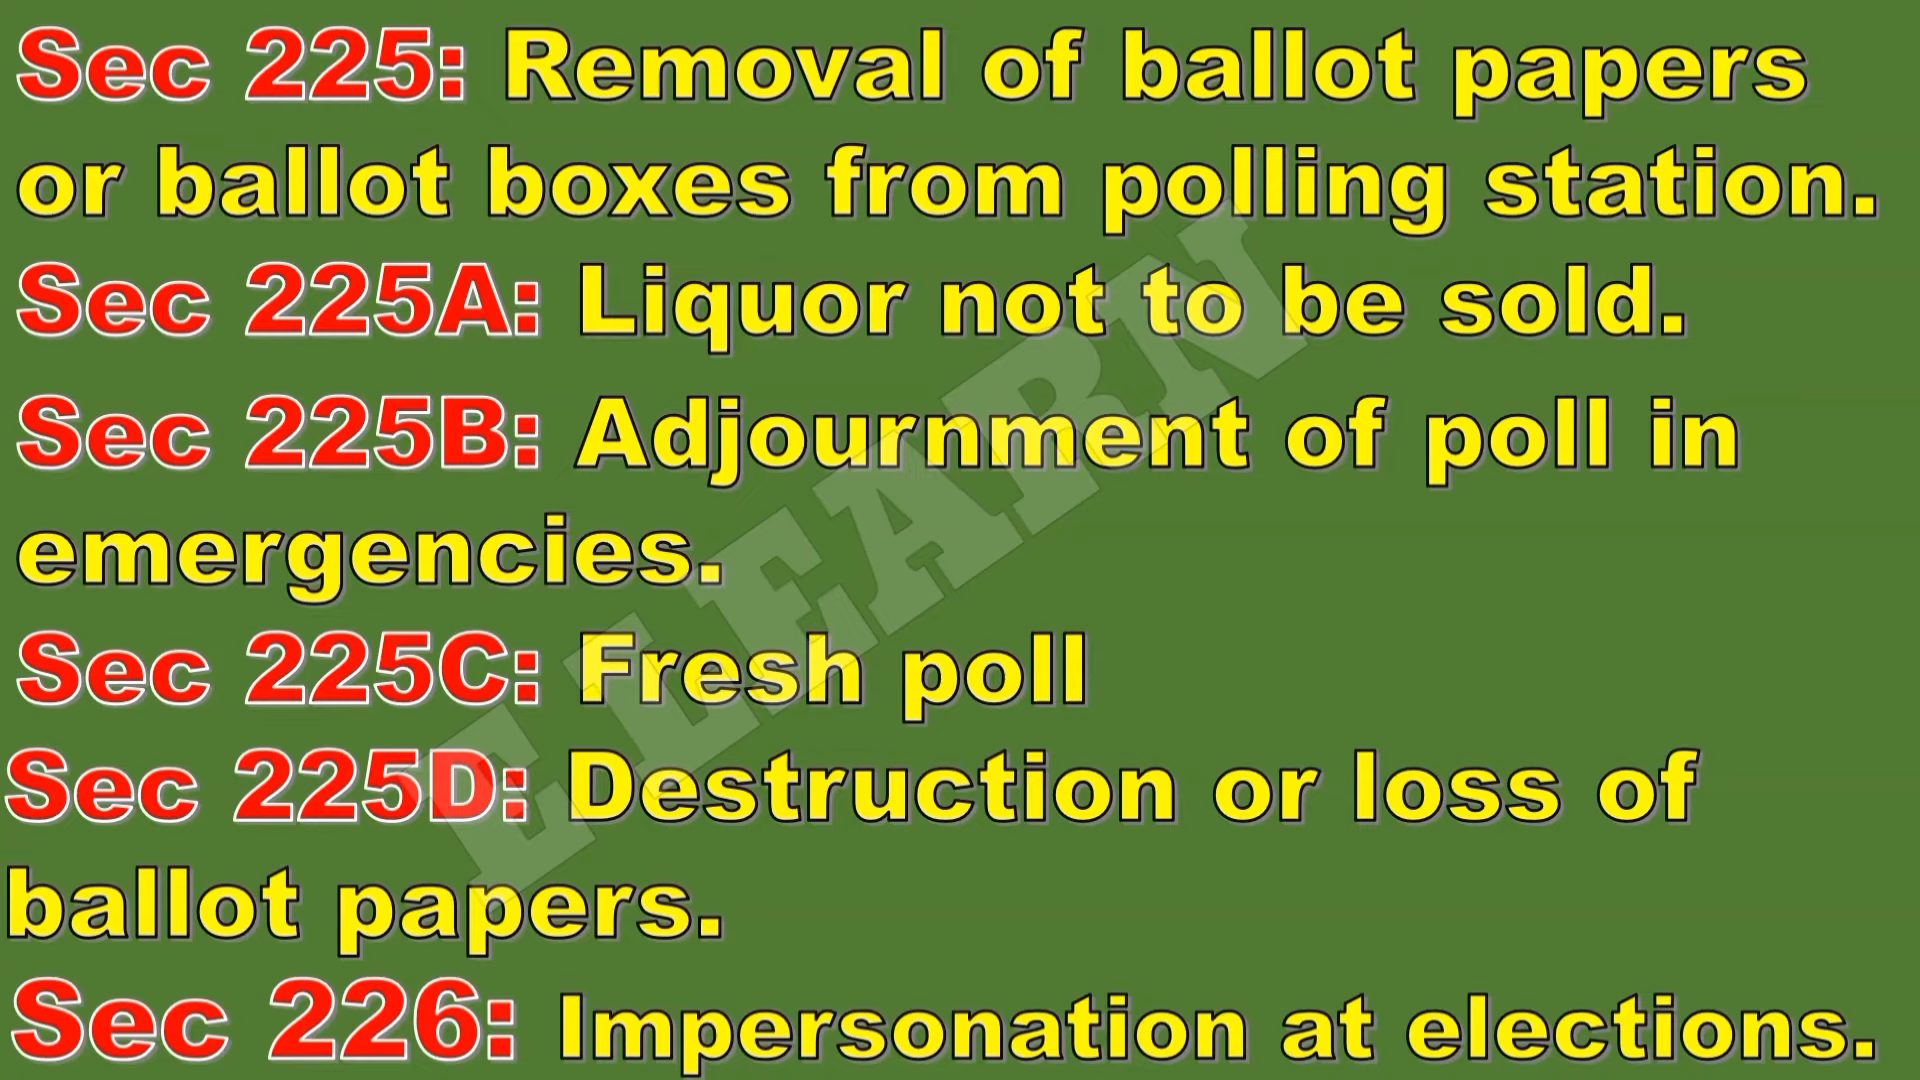 Sec 225: Removal of ballot papers
or ballot boxes from polling station.
Sec 225A: Liquor not to be sold.
Sec 225B: Adjournment of poll in
emergencies.
Sec 225C: Fresh poll
Sec 225D: Destruction or loss of
ballot papers.
Sec 226: Impersonation at elections.
E LEARN